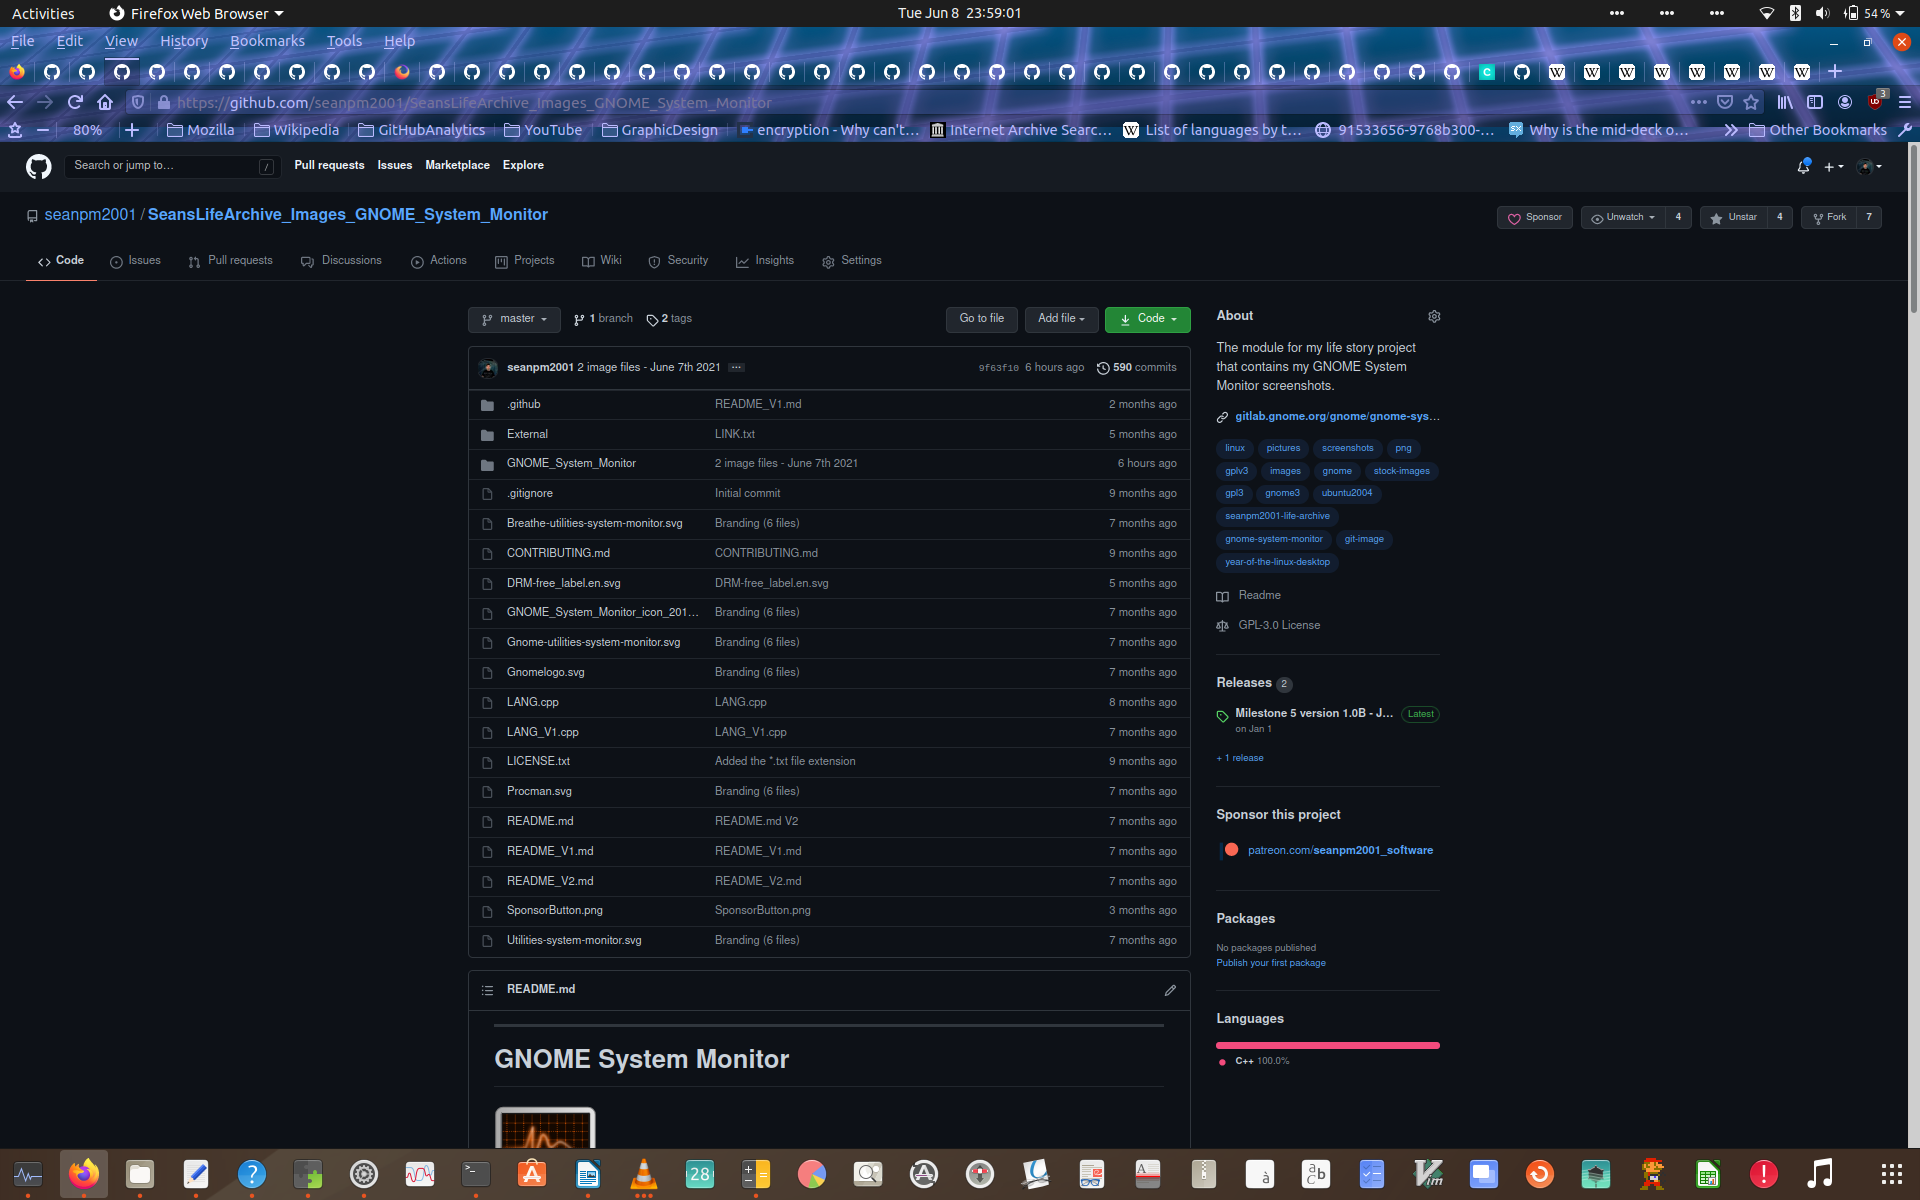 Activities Firefox Web Browser Tue Jun 8 23:59:01 54 %
File Edit View History Bookmarks Tools Help
https://github.com/seanpm2001/SeansLifeArchive_Images_GNOME_System_Monitor 3
80% Mozilla Wikipedia GitHubAnalytics YouTube GraphicDesign encryption - Why can't… Internet Archive Searc… List of languages by t… 91533656-9768b300-… Why is the mid-deck o… Other Bookmarks
Search or jump to… / Pull requests Issues Marketplace Explore
seanpm2001 / SeansLifeArchive_Images_GNOME_System_Monitor
Sponsor Unwatch 4 Unstar 4 Fork 7
Code Issues Pull requests Discussions Actions Projects Wiki Security Insights Settings
master 1 branch 2 tags Go to file Add file Code
seanpm2001 2 image files - June 7th 2021 ... 9f63f10 6 hours ago 590 commits
.github README_V1.md 2 months ago
External LINK.txt 5 months ago
GNOME_System_Monitor 2 image files - June 7th 2021 6 hours ago
.gitignore Initial commit 9 months ago
Breathe-utilities-system-monitor.svg Branding (6 files) 7 months ago
CONTRIBUTING.md CONTRIBUTING.md 9 months ago
DRM-free_label.en.svg DRM-free_label.en.svg 5 months ago
GNOME_System_Monitor_icon_201… Branding (6 files) 7 months ago
Gnome-utilities-system-monitor.svg Branding (6 files) 7 months ago
Gnomelogo.svg Branding (6 files) 7 months ago
LANG.cpp LANG.cpp 8 months ago
LANG_V1.cpp LANG_V1.cpp 7 months ago
LICENSE.txt Added the *.txt file extension 9 months ago
Procman.svg Branding (6 files) 7 months ago
README.md README.md V2 7 months ago
README_V1.md README_V1.md 7 months ago
README_V2.md README_V2.md 7 months ago
SponsorButton.png SponsorButton.png 3 months ago
Utilities-system-monitor.svg Branding (6 files) 7 months ago
README.md
GNOME System Monitor
About
The module for my life story project
that contains my GNOME System
Monitor screenshots.
gitlab.gnome.org/gnome/gnome-sys…
linux pictures screenshots png
gplv3 images gnome stock-images
gpl3 gnome3 ubuntu2004
seanpm2001-life-archive
gnome-system-monitor git-image
year-of-the-linux-desktop
Readme
GPL-3.0 License
Releases 2
Milestone 5 version 1.0B - J… Latest
on Jan 1
+ 1 release
Sponsor this project
patreon.com/seanpm2001_software
Packages
No packages published
Publish your first package
Languages
C++ 100.0%
28